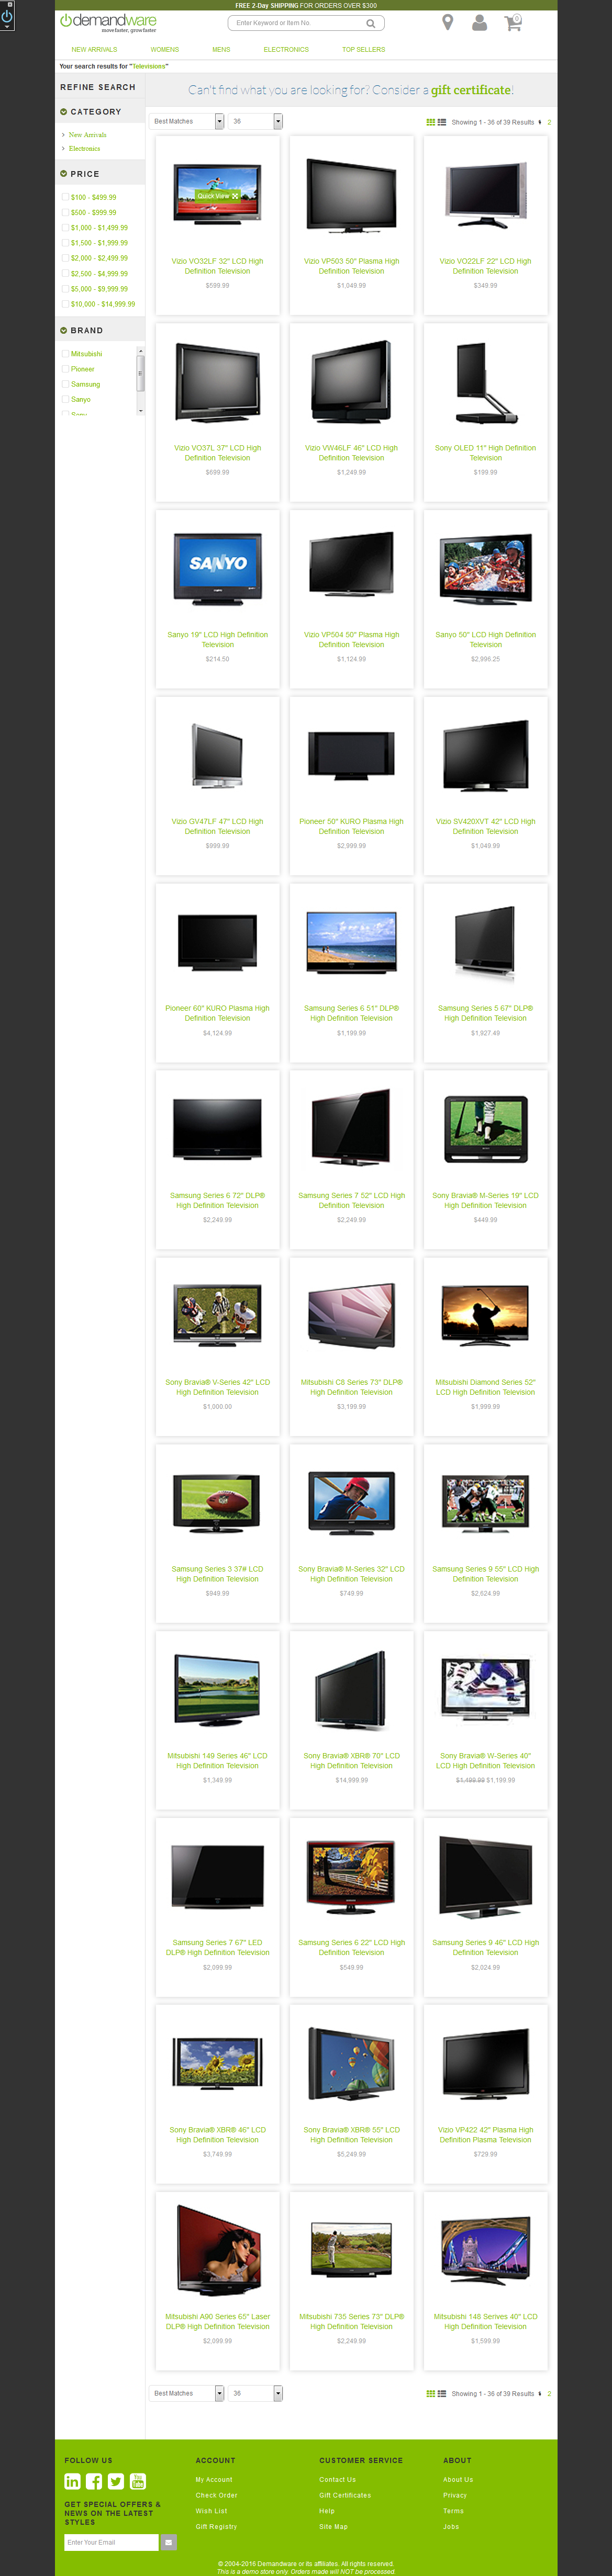 FREE 2-Day SHIPPING FOR ORDERS OVER $300
demandware
move faster, grow faster
Enter Keyword or Item No.
0
NEW ARRIVALS WOMENS MENS ELECTRONICS TOP SELLERS
Your search results for "Televisions"
REFINE SEARCH
CATEGORY
New Arrivals
Electronics
PRICE
$100 - $499.99
$500 - $999.99
$1,000 - $1,499.99
$1,500 - $1,999.99
$2,000 - $2,499.99
$2,500 - $4,999.99
$5,000 - $9,999.99
$10,000 - $14,999.99
BRAND
Mitsubishi
Pioneer
Samsung
Sanyo
Sony
Can't find what you are looking for? Consider a gift certificate!
Best Matches 36 Showing 1 - 36 of 39 Results 1 2
Quick View
Vizio VO32LF 32" LCD High
Definition Television
$599.99
Vizio VP503 50" Plasma High
Definition Television
$1,049.99
Vizio VO22LF 22" LCD High
Definition Television
$349.99
Vizio VO37L 37" LCD High
Definition Television
$699.99
Vizio VW46LF 46" LCD High
Definition Television
$1,249.99
Sony OLED 11" High Definition
Television
$199.99
SANYO
Sanyo 19" LCD High Definition
Television
$214.50
Vizio VP504 50" Plasma High
Definition Television
$1,124.99
Sanyo 50" LCD High Definition
Television
$2,996.25
Vizio GV47LF 47" LCD High
Definition Television
$999.99
Pioneer 50" KURO Plasma High
Definition Television
$2,999.99
Vizio SV420XVT 42" LCD High
Definition Television
$1,049.99
Pioneer 60" KURO Plasma High
Definition Television
$4,124.99
Samsung Series 6 51" DLP®
High Definition Television
$1,199.99
Samsung Series 5 67" DLP®
High Definition Television
$1,927.49
Samsung Series 6 72" DLP®
High Definition Television
$2,249.99
Samsung Series 7 52" LCD High
Definition Television
$2,249.99
Sony Bravia® M-Series 19" LCD
High Definition Television
$449.99
Sony Bravia® V-Series 42" LCD
High Definition Television
$1,000.00
Mitsubishi C8 Series 73" DLP®
High Definition Television
$3,199.99
Mitsubishi Diamond Series 52"
LCD High Definition Television
$1,999.99
Samsung Series 3 37# LCD
High Definition Television
$949.99
Sony Bravia® M-Series 32" LCD
High Definition Television
$749.99
Samsung Series 9 55" LCD High
Definition Television
$2,624.99
Mitsubishi 149 Series 46" LCD
High Definition Television
$1,349.99
Sony Bravia® XBR® 70" LCD
High Definition Television
$14,999.99
Sony Bravia® W-Series 40"
LCD High Definition Television
$1,499.99 $1,199.99
Samsung Series 7 67" LED
DLP® High Definition Television
$2,099.99
Samsung Series 6 22" LCD High
Definition Television
$549.99
Samsung Series 9 46" LCD High
Definition Television
$2,024.99
Sony Bravia® XBR® 46" LCD
High Definition Television
$3,749.99
Sony Bravia® XBR® 55" LCD
High Definition Television
$5,249.99
Vizio VP422 42" Plasma High
Definition Plasma Television
$729.99
Mitsubishi A90 Series 65" Laser
DLP® High Definition Television
$2,099.99
Mitsubishi 735 Series 73" DLP®
High Definition Television
$2,249.99
Mitsubishi 148 Serives 40" LCD
High Definition Television
$1,599.99
Best Matches 36 Showing 1 - 36 of 39 Results 1 2
FOLLOW US
You Tube
GET SPECIAL OFFERS &
NEWS ON THE LATEST
STYLES
Enter Your Email
ACCOUNT
My Account
Check Order
Wish List
Gift Registry
CUSTOMER SERVICE
Contact Us
Gift Certificates
Help
Site Map
ABOUT
About Us
Privacy
Terms
Jobs
© 2004-2016 Demandware or its affiliates. All rights reserved.
This is a demo store only. Orders made will NOT be processed.